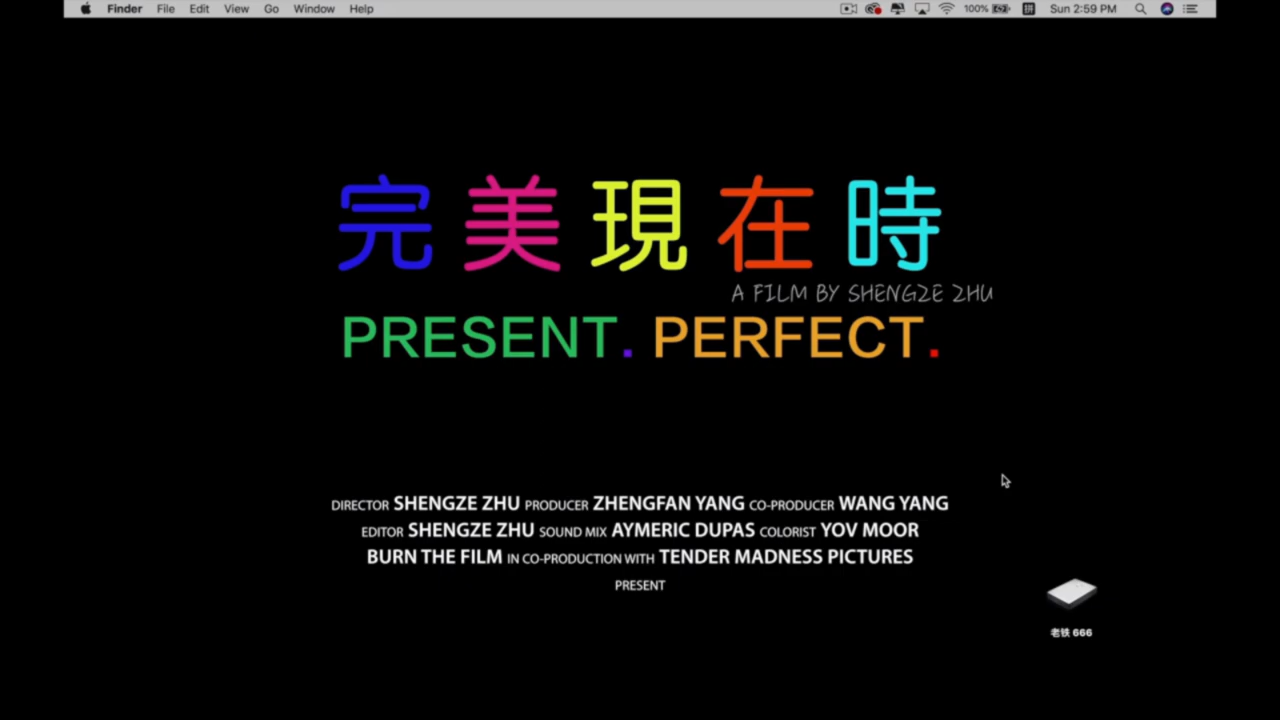 Finder File Edit View Go Window Help 100% Sun 2:59 PM
完美現在時
A FILM BY SHENGZE ZHU
PRESENT. PERFECT.
DIRECTOR SHENGZE ZHU PRODUCER ZHENGFAN YANG CO-PRODUCER WANG YANG
EDITOR SHENGZE ZHU SOUND MIX AYMERIC DUPAS COLORIST YOV MOOR
BURN THE FILM IN CO-PRODUCTION WITH TENDER MADNESS PICTURES
PRESENT
老铁 666